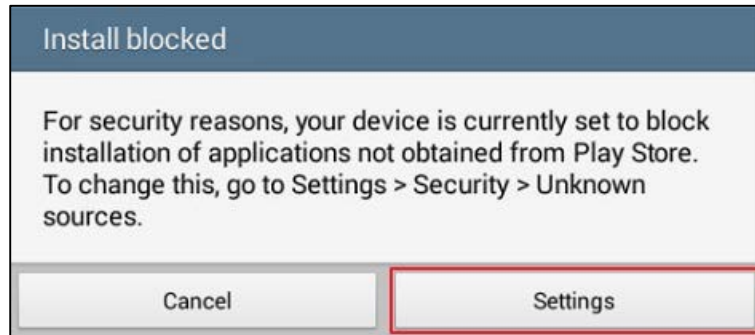 Install blocked
For security reasons, your device is currently set to block
installation of applications not obtained from Play Store.
To change this, go to Settings > Security > Unknown
sources.
Cancel
Settings